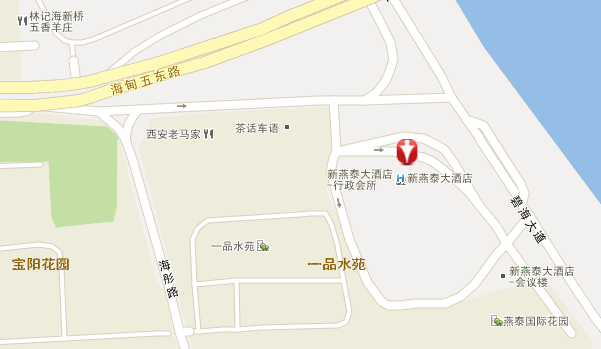 林记海新桥
五香羊庄
海甸五东路
西安老马家
茶话车语
新燕泰大酒店
-行政会所
新燕泰大酒店
碧海大道
一品水苑
一品水苑
宝阳花园
海彤路
新燕泰大酒店
-会议楼
燕泰国际花园